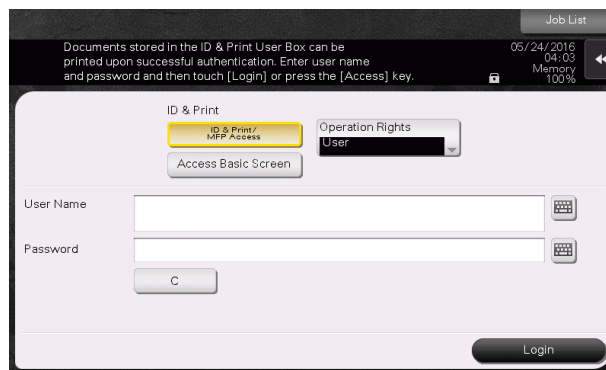 Job List
Documents stored in the ID & Print User Box can be
printed upon successful authentication. Enter user name
and password and then touch [Login] or press the [Access] key.
05/24/2016
04:03
Memory
100%
ID & Print
ID & Print/
MFP Access
Operation Rights
User
Access Basic Screen
User Name
Password
C
Login